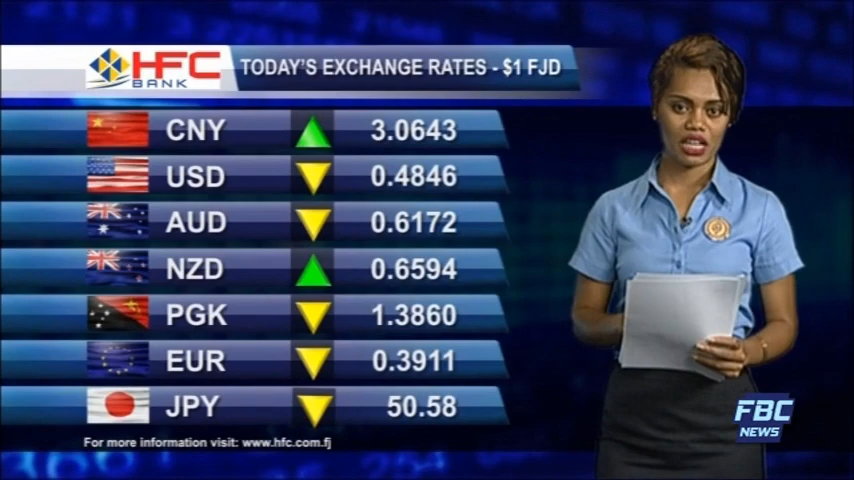 HFC
BANK
TODAY'S EXCHANGE RATES - $1 FJD
CNY 3.0643
USD 0.4846
AUD 0.6172
NZD 0.6594
PGK 1.3860
EUR 0.3911
JPY 50.58
For more information visit: www.hfc.com.fj
FBC
NEWS